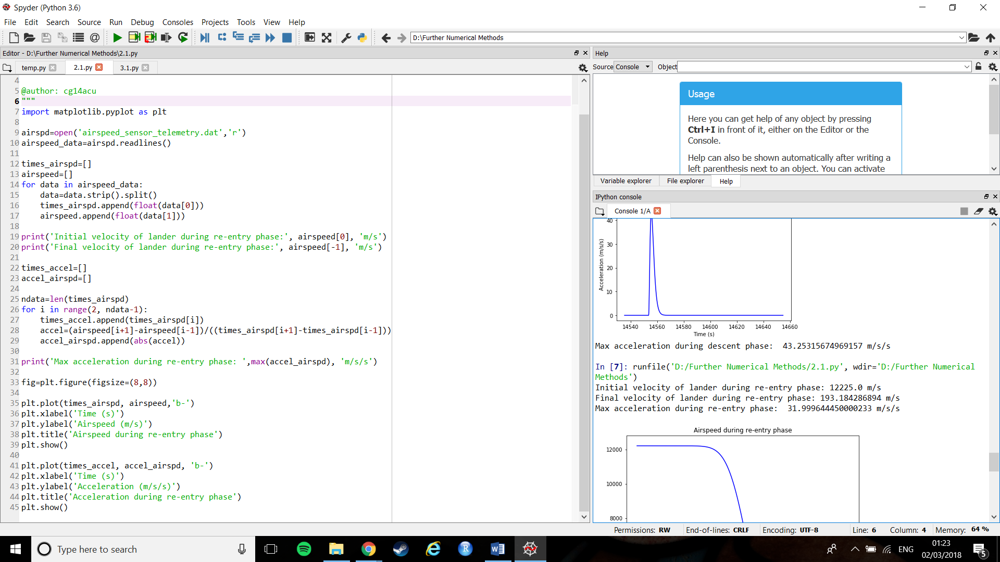 Spyder (Python 3.6)
File Edit Search Source Run Debug Consoles Projects Tools View Help
D:\Further Numerical Methods
Editor - D:\Further Numerical Methods\2.1.py
temp.py 2.1.py 3.1.py
4
5 @author: cg14acu
6 """
7 import matplotlib.pyplot as plt
8
9 airspd=open('airspeed_sensor_telemetry.dat','r')
10 airspeed_data=airspd.readlines()
11
12 times_airspd=[]
13 airspeed=[]
14 for data in airspeed_data:
15     data=data.strip().split()
16     times_airspd.append(float(data[0]))
17     airspeed.append(float(data[1]))
18
19 print('Initial velocity of lander during re-entry phase:', airspeed[0], 'm/s')
20 print('Final velocity of lander during re-entry phase:', airspeed[-1], 'm/s')
21
22 times_accel=[]
23 accel_airspd=[]
24
25 ndata=len(times_airspd)
26 for i in range(2, ndata-1):
27     times_accel.append(times_airspd[i])
28     accel=(airspeed[i+1]-airspeed[i-1])/((times_airspd[i+1]-times_airspd[i-1]))
29     accel_airspd.append(abs(accel))
30
31 print('Max acceleration during re-entry phase: ',max(accel_airspd), 'm/s/s')
32
33 fig=plt.figure(figsize=(8,8))
34
35 plt.plot(times_airspd, airspeed,'b-')
36 plt.xlabel('Time (s)')
37 plt.ylabel('Airspeed (m/s)')
38 plt.title('Airspeed during re-entry phase')
39 plt.show()
40
41 plt.plot(times_accel, accel_airspd, 'b-')
42 plt.xlabel('Time (s)')
43 plt.ylabel('Acceleration (m/s/s)')
44 plt.title('Acceleration during re-entry phase')
45 plt.show()
Help
Source Console Object
Usage
Here you can get help of any object by pressing
Ctrl+I in front of it, either on the Editor or the
Console.
Help can also be shown automatically after writing a
left parenthesis next to an object. You can activate
Variable explorer File explorer Help
IPython console
Console 1/A
40
30
20
10
0
Acceleration (m/s/s)
14540 14560 14580 14600 14620 14640 14660
Time (s)
Max acceleration during descent phase:  43.25315674969157 m/s/s
In [7]: runfile('D:/Further Numerical Methods/2.1.py', wdir='D:/Further Numerical
Methods')
Initial velocity of lander during re-entry phase: 12225.0 m/s
Final velocity of lander during re-entry phase: 193.184286894 m/s
Max acceleration during re-entry phase:  31.999644450000233 m/s/s
Airspeed during re-entry phase
12000
10000
8000
Permissions: RW End-of-lines: CRLF Encoding: UTF-8 Line: 6 Column: 4 Memory: 64 %
Type here to search
R
W
ENG
01:23
02/03/2018
5